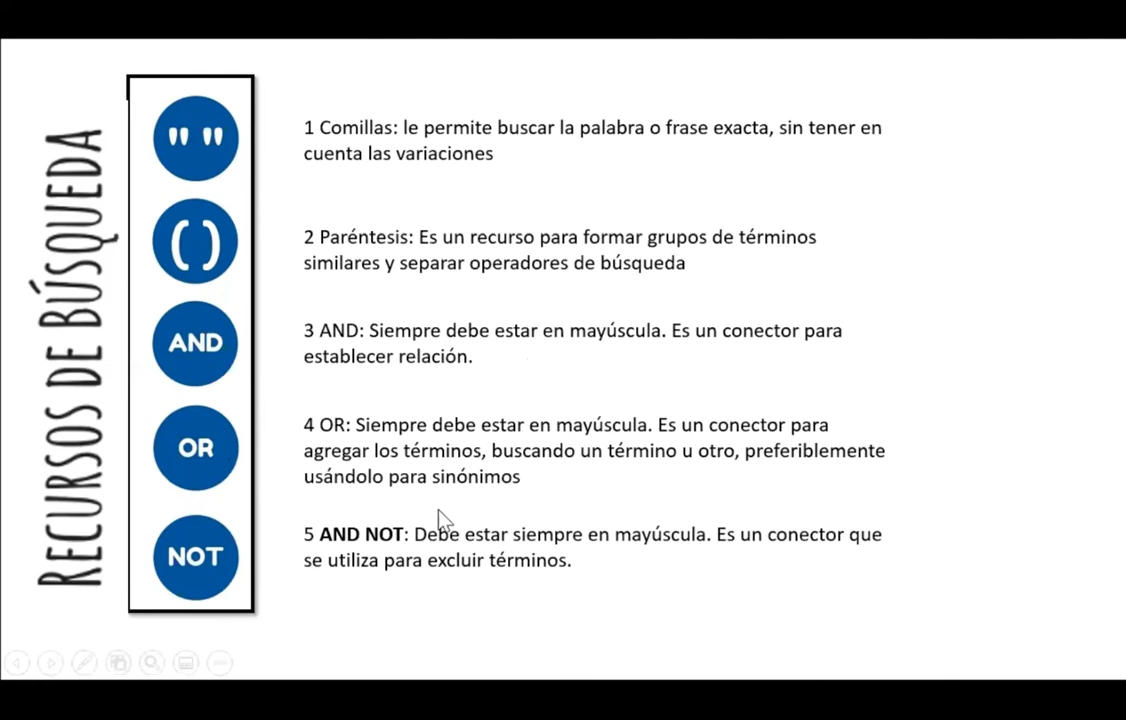 RECURSOS DE BÚSQUEDA
" "
1 Comillas: le permite buscar la palabra o frase exacta, sin tener en
cuenta las variaciones
( )
2 Paréntesis: Es un recurso para formar grupos de términos
similares y separar operadores de búsqueda
AND
3 AND: Siempre debe estar en mayúscula. Es un conector para
establecer relación.
OR
4 OR: Siempre debe estar en mayúscula. Es un conector para
agregar los términos, buscando un término u otro, preferiblemente
usándolo para sinónimos
NOT
5 AND NOT: Debe estar siempre en mayúscula. Es un conector que
se utiliza para excluir términos.